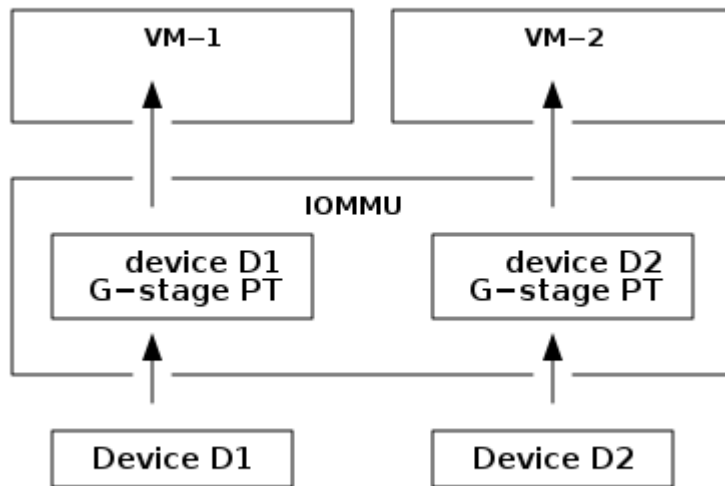 VM−1
VM−2
IOMMU
device D1
G−stage PT
device D2
G−stage PT
Device D1
Device D2